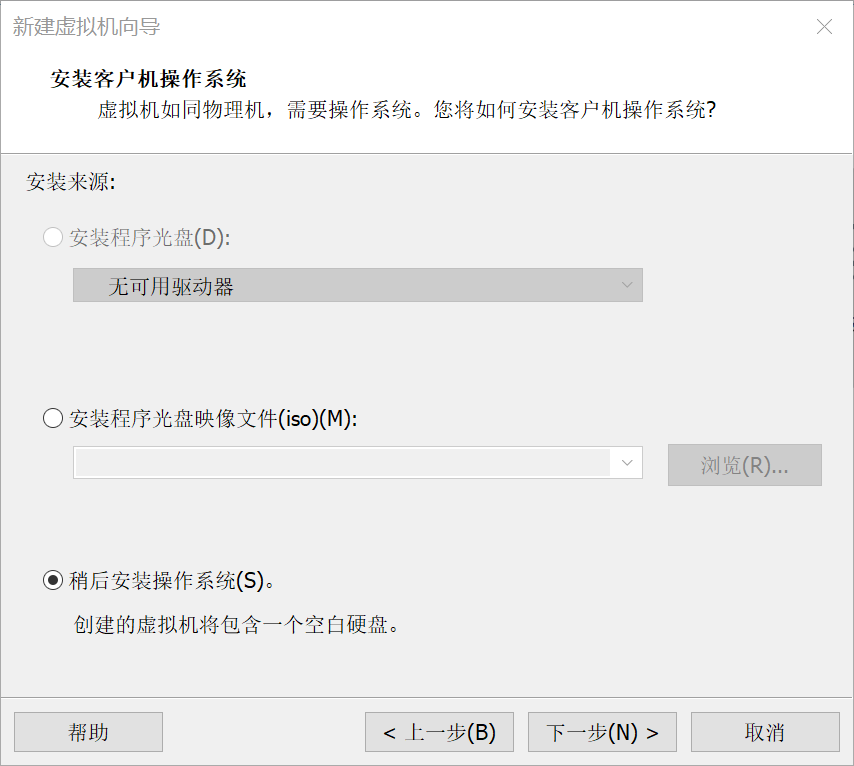 新建虚拟机向导
安装客户机操作系统
虚拟机如同物理机，需要操作系统。您将如何安装客户机操作系统?
安装来源:
安装程序光盘(D):
无可用驱动器
安装程序光盘映像文件(iso)(M):
浏览(R)...
稍后安装操作系统(S)。
创建的虚拟机将包含一个空白硬盘。
帮助
< 上一步(B)
下一步(N) >
取消